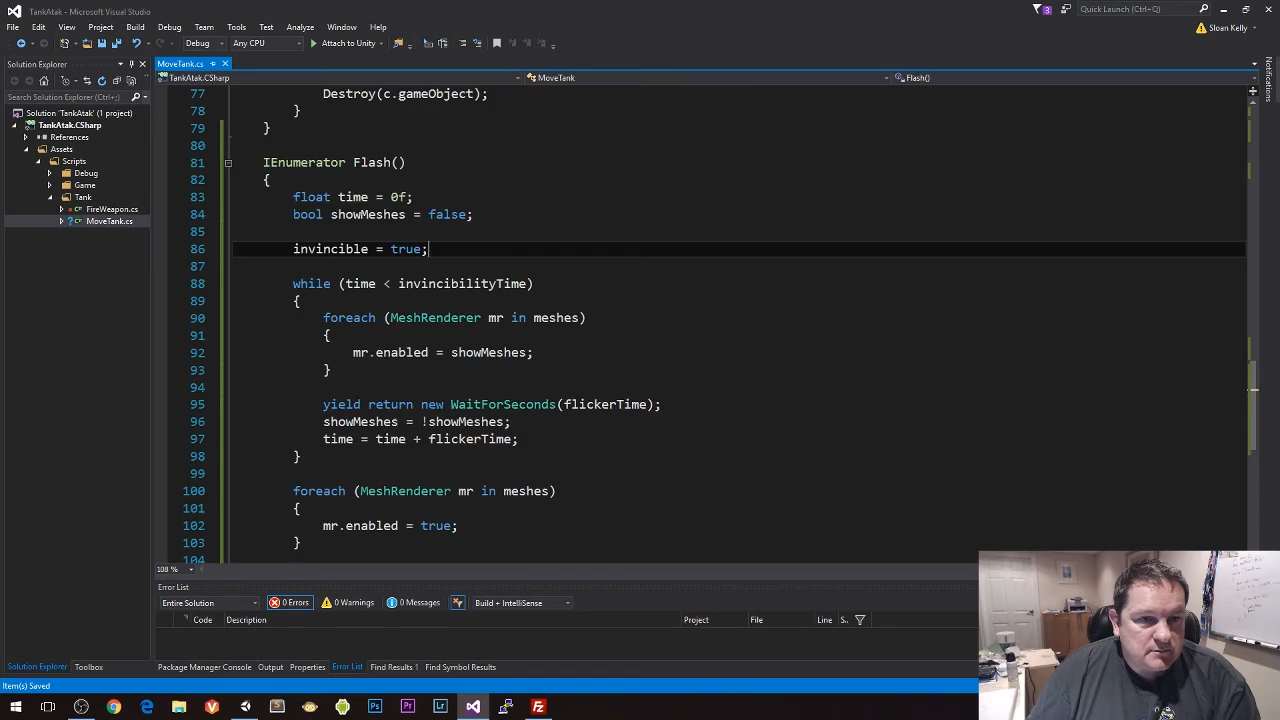 TankAtak - Microsoft Visual Studio
3
Quick Launch (Ctrl+;)
File Edit View Project Build Debug Team Tools Test Analyze Window Help
Sloan Kelly
Debug Any CPU Attach to Unity
Solution Explorer
MoveTank.cs
TankAtak.CSharp
MoveTank
Flash()
Notifications
Search Solution Explorer (Ctrl+;)
Solution 'TankAtak' (1 project)
TankAtak.CSharp
References
Assets
Scripts
Debug
Game
Tank
FireWeapon.cs
MoveTank.cs
77 Destroy(c.gameObject);
78 }
79 }
80
81 IEnumerator Flash()
82 {
83 float time = 0f;
84 bool showMeshes = false;
85
86 invincible = true;
87
88 while (time < invincibilityTime)
89 {
90 foreach (MeshRenderer mr in meshes)
91 {
92 mr.enabled = showMeshes;
93 }
94
95 yield return new WaitForSeconds(flickerTime);
96 showMeshes = !showMeshes;
97 time = time + flickerTime;
98 }
99
100 foreach (MeshRenderer mr in meshes)
101 {
102 mr.enabled = true;
103 }
104
108 %
Error List
Entire Solution 0 Errors 0 Warnings 0 Messages Build + IntelliSense
Code Description Project File Line S..
Solution Explorer Toolbox
Package Manager Console Output Properties Error List Find Results 1 Find Symbol Results
Item(s) Saved